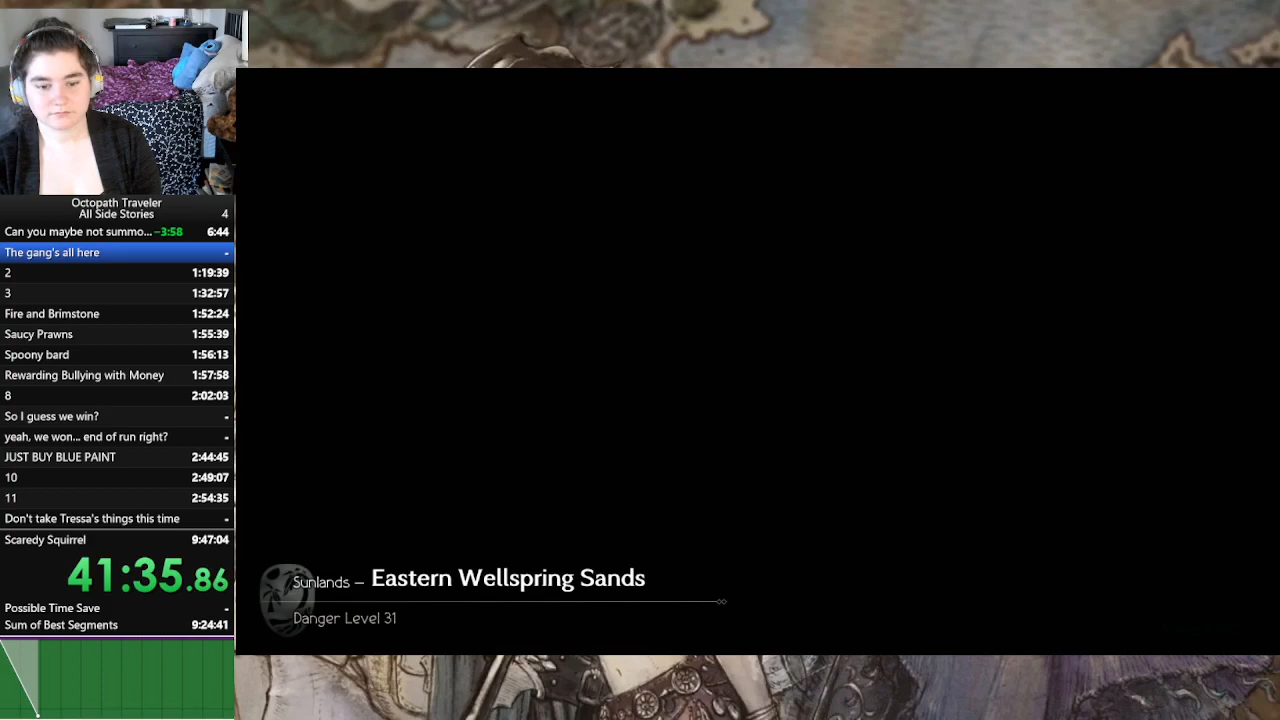 Octopath Traveler
All Side Stories 4
Can you maybe not summo... -3:58 6:44
The gang's all here -
2 1:19:39
3 1:32:57
Fire and Brimstone 1:52:24
Saucy Prawns 1:55:39
Spoony bard 1:56:13
Rewarding Bullying with Money 1:57:58
8 2:02:03
So I guess we win? -
yeah, we won... end of run right? -
JUST BUY BLUE PAINT 2:44:45
10 2:49:07
11 2:54:35
Don't take Tressa's things this time -
Scaredy Squirrel 9:47:04
41:35.86
Possible Time Save -
Sum of Best Segments 9:24:41
Sunlands – Eastern Wellspring Sands
Danger Level 31